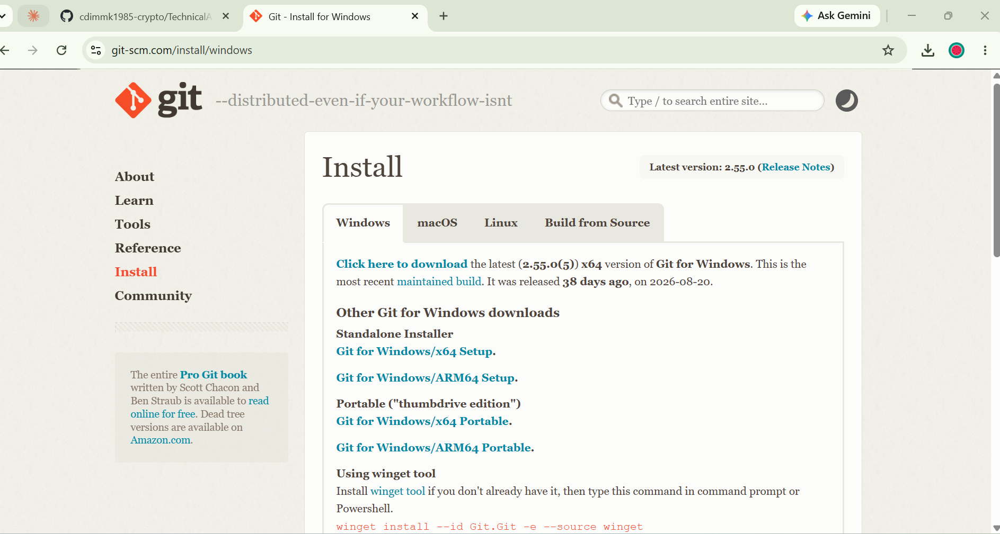 cdimmk1985-crypto/TechnicalA
Git - Install for Windows
Ask Gemini
git-scm.com/install/windows
git
--distributed-even-if-your-workflow-isnt
Type / to search entire site...
About
Learn
Tools
Reference
Install
Community
The entire Pro Git book
written by Scott Chacon and
Ben Straub is available to read
online for free. Dead tree
versions are available on
Amazon.com.
Install
Latest version: 2.55.0 (Release Notes)
Windows
macOS
Linux
Build from Source
Click here to download the latest (2.55.0(5)) x64 version of Git for Windows. This is the
most recent maintained build. It was released 38 days ago, on 2026-08-20.
Other Git for Windows downloads
Standalone Installer
Git for Windows/x64 Setup.
Git for Windows/ARM64 Setup.
Portable ("thumbdrive edition")
Git for Windows/x64 Portable.
Git for Windows/ARM64 Portable.
Using winget tool
Install winget tool if you don't already have it, then type this command in command prompt or
Powershell.
winget install --id Git.Git -e --source winget